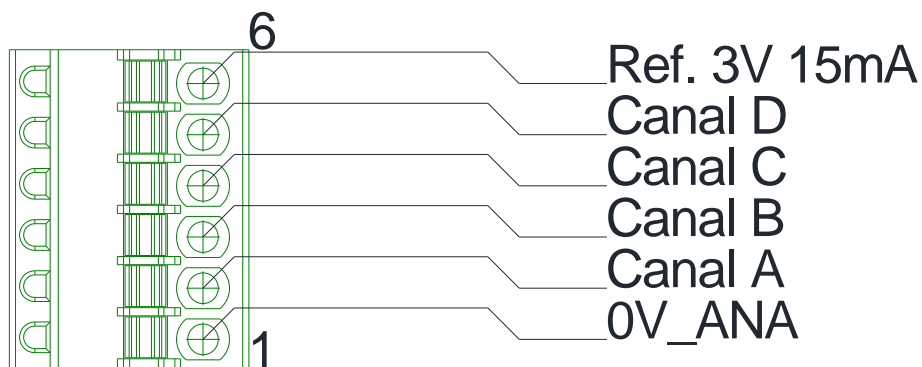 6
Ref. 3V 15mA
Canal D
Canal C
Canal B
Canal A
0V_ANA
1